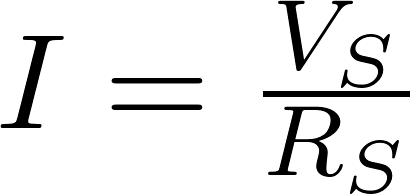 I = V_S / R_S